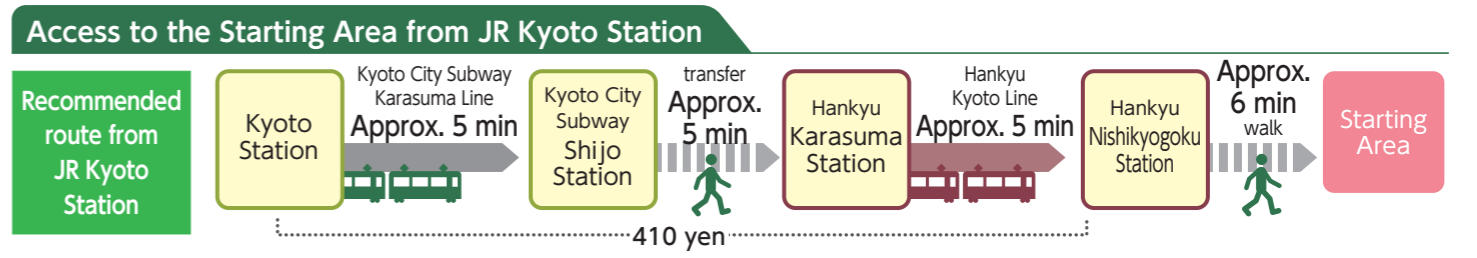 Access to the Starting Area from JR Kyoto Station
Recommended
route from
JR Kyoto
Station
Kyoto
Station
Kyoto City Subway
Karasuma Line
Approx. 5 min
Kyoto City
Subway
Shijo
Station
transfer
Approx.
5 min
Hankyu
Karasuma
Station
Hankyu
Kyoto Line
Approx. 5 min
Hankyu
Nishikyogoku
Station
Approx.
6 min
walk
Starting
Area
410 yen